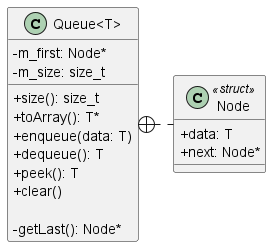 C Queue<T>
-m_first: Node*
-m_size: size_t
+size(): size_t
+toArray(): T*
+enqueue(data: T)
+dequeue(): T
+peek(): T
+clear()
-getLast(): Node*
C «struct»
Node
+data: T
+next: Node*